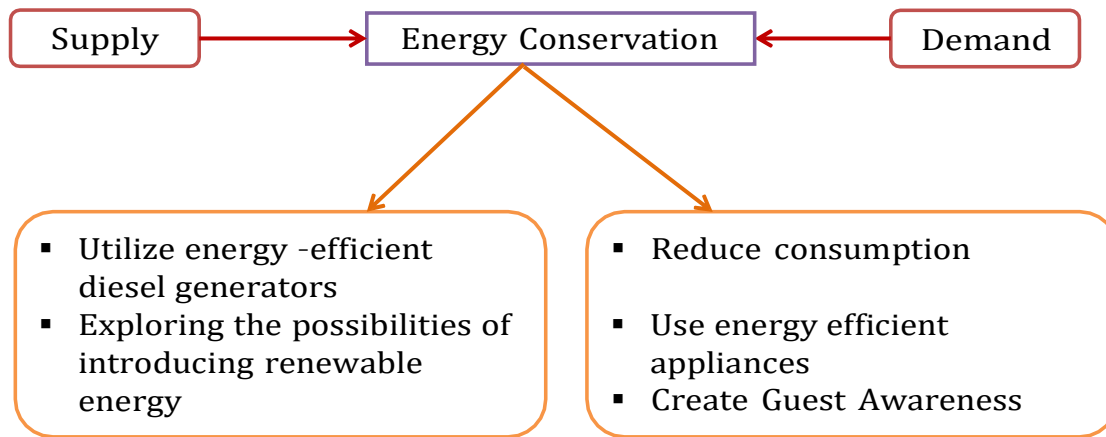 Supply
Energy Conservation
Demand
▪ Utilize energy -efficient
diesel generators
▪ Exploring the possibilities of
introducing renewable
energy
▪ Reduce consumption
▪ Use energy efficient
appliances
▪ Create Guest Awareness